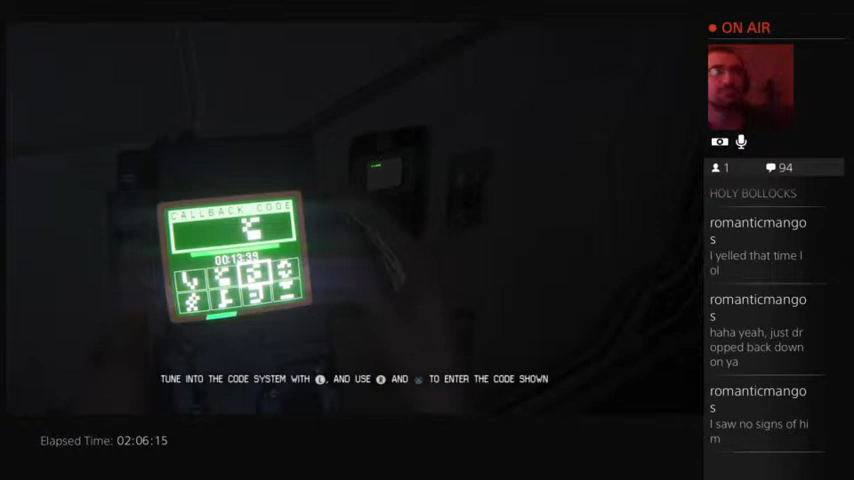 ON AIR
1 94
CALLBACK CODE
00:13:39
TUNE INTO THE CODE SYSTEM WITH L, AND USE R AND TO ENTER THE CODE SHOWN
Elapsed Time: 02:06:15
HOLY BOLLOCKS
romanticmango
s
I yelled that time l
ol
romanticmango
s
haha yeah, just dr
opped back down
on ya
romanticmango
s
I saw no signs of hi
m